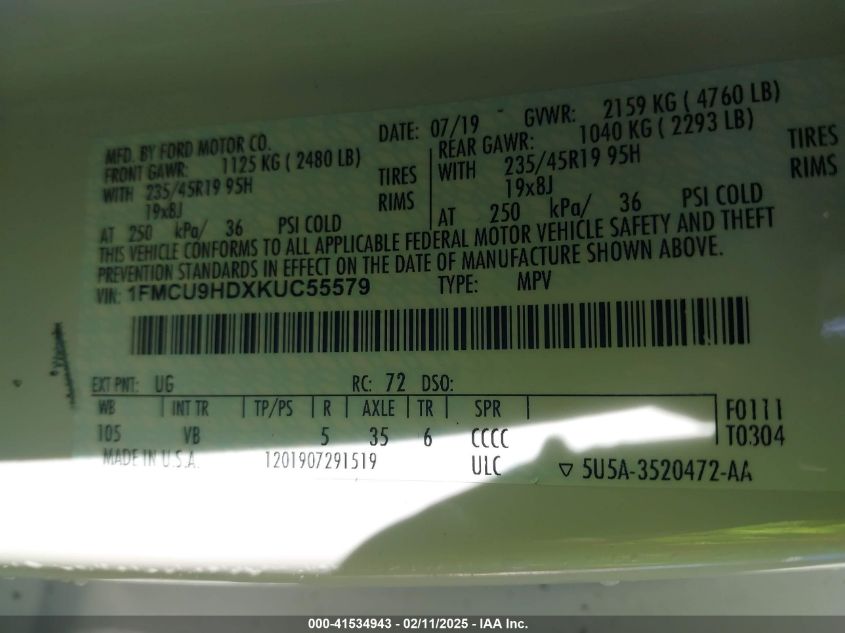 MFD. BY FORD MOTOR CO.
DATE: 07/19 - GVWR: 2159 KG ( 4760 LB)
FRONT GAWR: 1125 KG ( 2480 LB)
REAR GAWR: 1040 KG ( 2293 LB)
WITH 235/45R19 95H TIRES
WITH 235/45R19 95H TIRES
19x8J RIMS
19x8J RIMS
AT 250 kPa/ 36 PSI COLD
AT 250 kPa/ 36 PSI COLD
THIS VEHICLE CONFORMS TO ALL APPLICABLE FEDERAL MOTOR VEHICLE SAFETY AND THEFT
PREVENTION STANDARDS IN EFFECT ON THE DATE OF MANUFACTURE SHOWN ABOVE.
VIN: 1FMCU9HDXKUC55579 TYPE: MPV
EXT PNT: UG RC: 72 DSO:
WB INT TR TP/PS R AXLE TR SPR F0111
105 VB 5 35 6 CCCC T0304
MADE IN U.S.A. 1201907291519 ULC ▽ 5U5A-3520472-AA
000-41534943 - 02/11/2025 - IAA Inc.